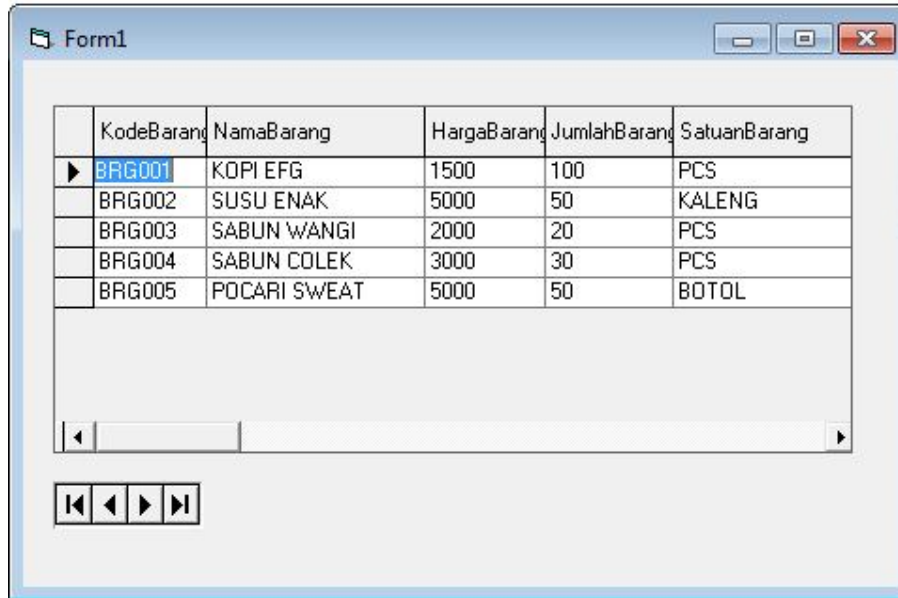 Form1
KodeBarang NamaBarang HargaBarang JumlahBarang SatuanBarang
BRG001 KOPI EFG 1500 100 PCS
BRG002 SUSU ENAK 5000 50 KALENG
BRG003 SABUN WANGI 2000 20 PCS
BRG004 SABUN COLEK 3000 30 PCS
BRG005 POCARI SWEAT 5000 50 BOTOL